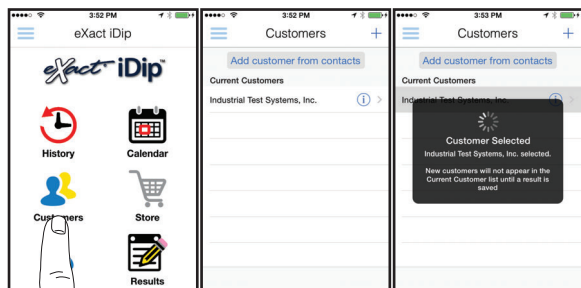 3:52 PM
eXact iDip
eXact iDip™
History
Calendar
Customers
Store
Results
3:52 PM
Customers
+
Add customer from contacts
Current Customers
Industrial Test Systems, Inc.
3:53 PM
Customers
+
Add customer from contacts
Current Customers
Industrial Test Systems, Inc.
Customer Selected
Industrial Test Systems, Inc. selected.
New customers will not appear in the
Current Customer list until a result is
saved